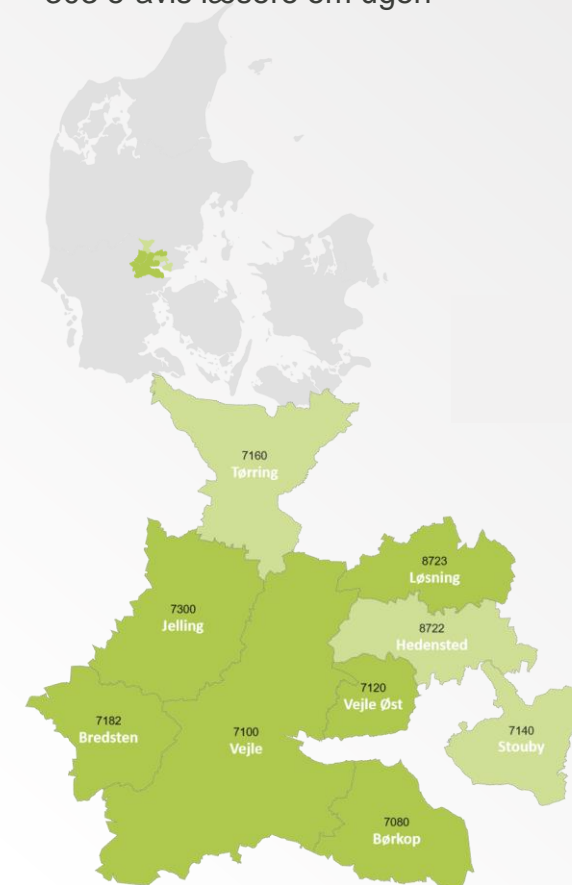 7160
Tørring
8723
Løsning
7300
Jelling
8722
Hedensted
7120
Vejle Øst
7182
Bredsten
7100
Vejle
7140
Stouby
7080
Børkop